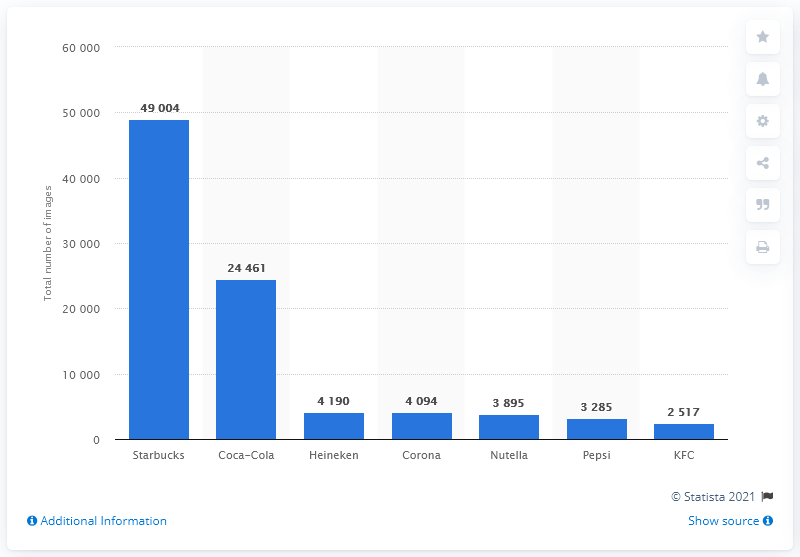 60 000
50 000
40 000
30 000
20 000
10 000
0
Total number of images
49 004
24 461
4 190
4 094
3 895
3 285
2 517
Starbucks
Coca-Cola
Heineken
Corona
Nutella
Pepsi
KFC
© Statista 2021
Additional Information
Show source